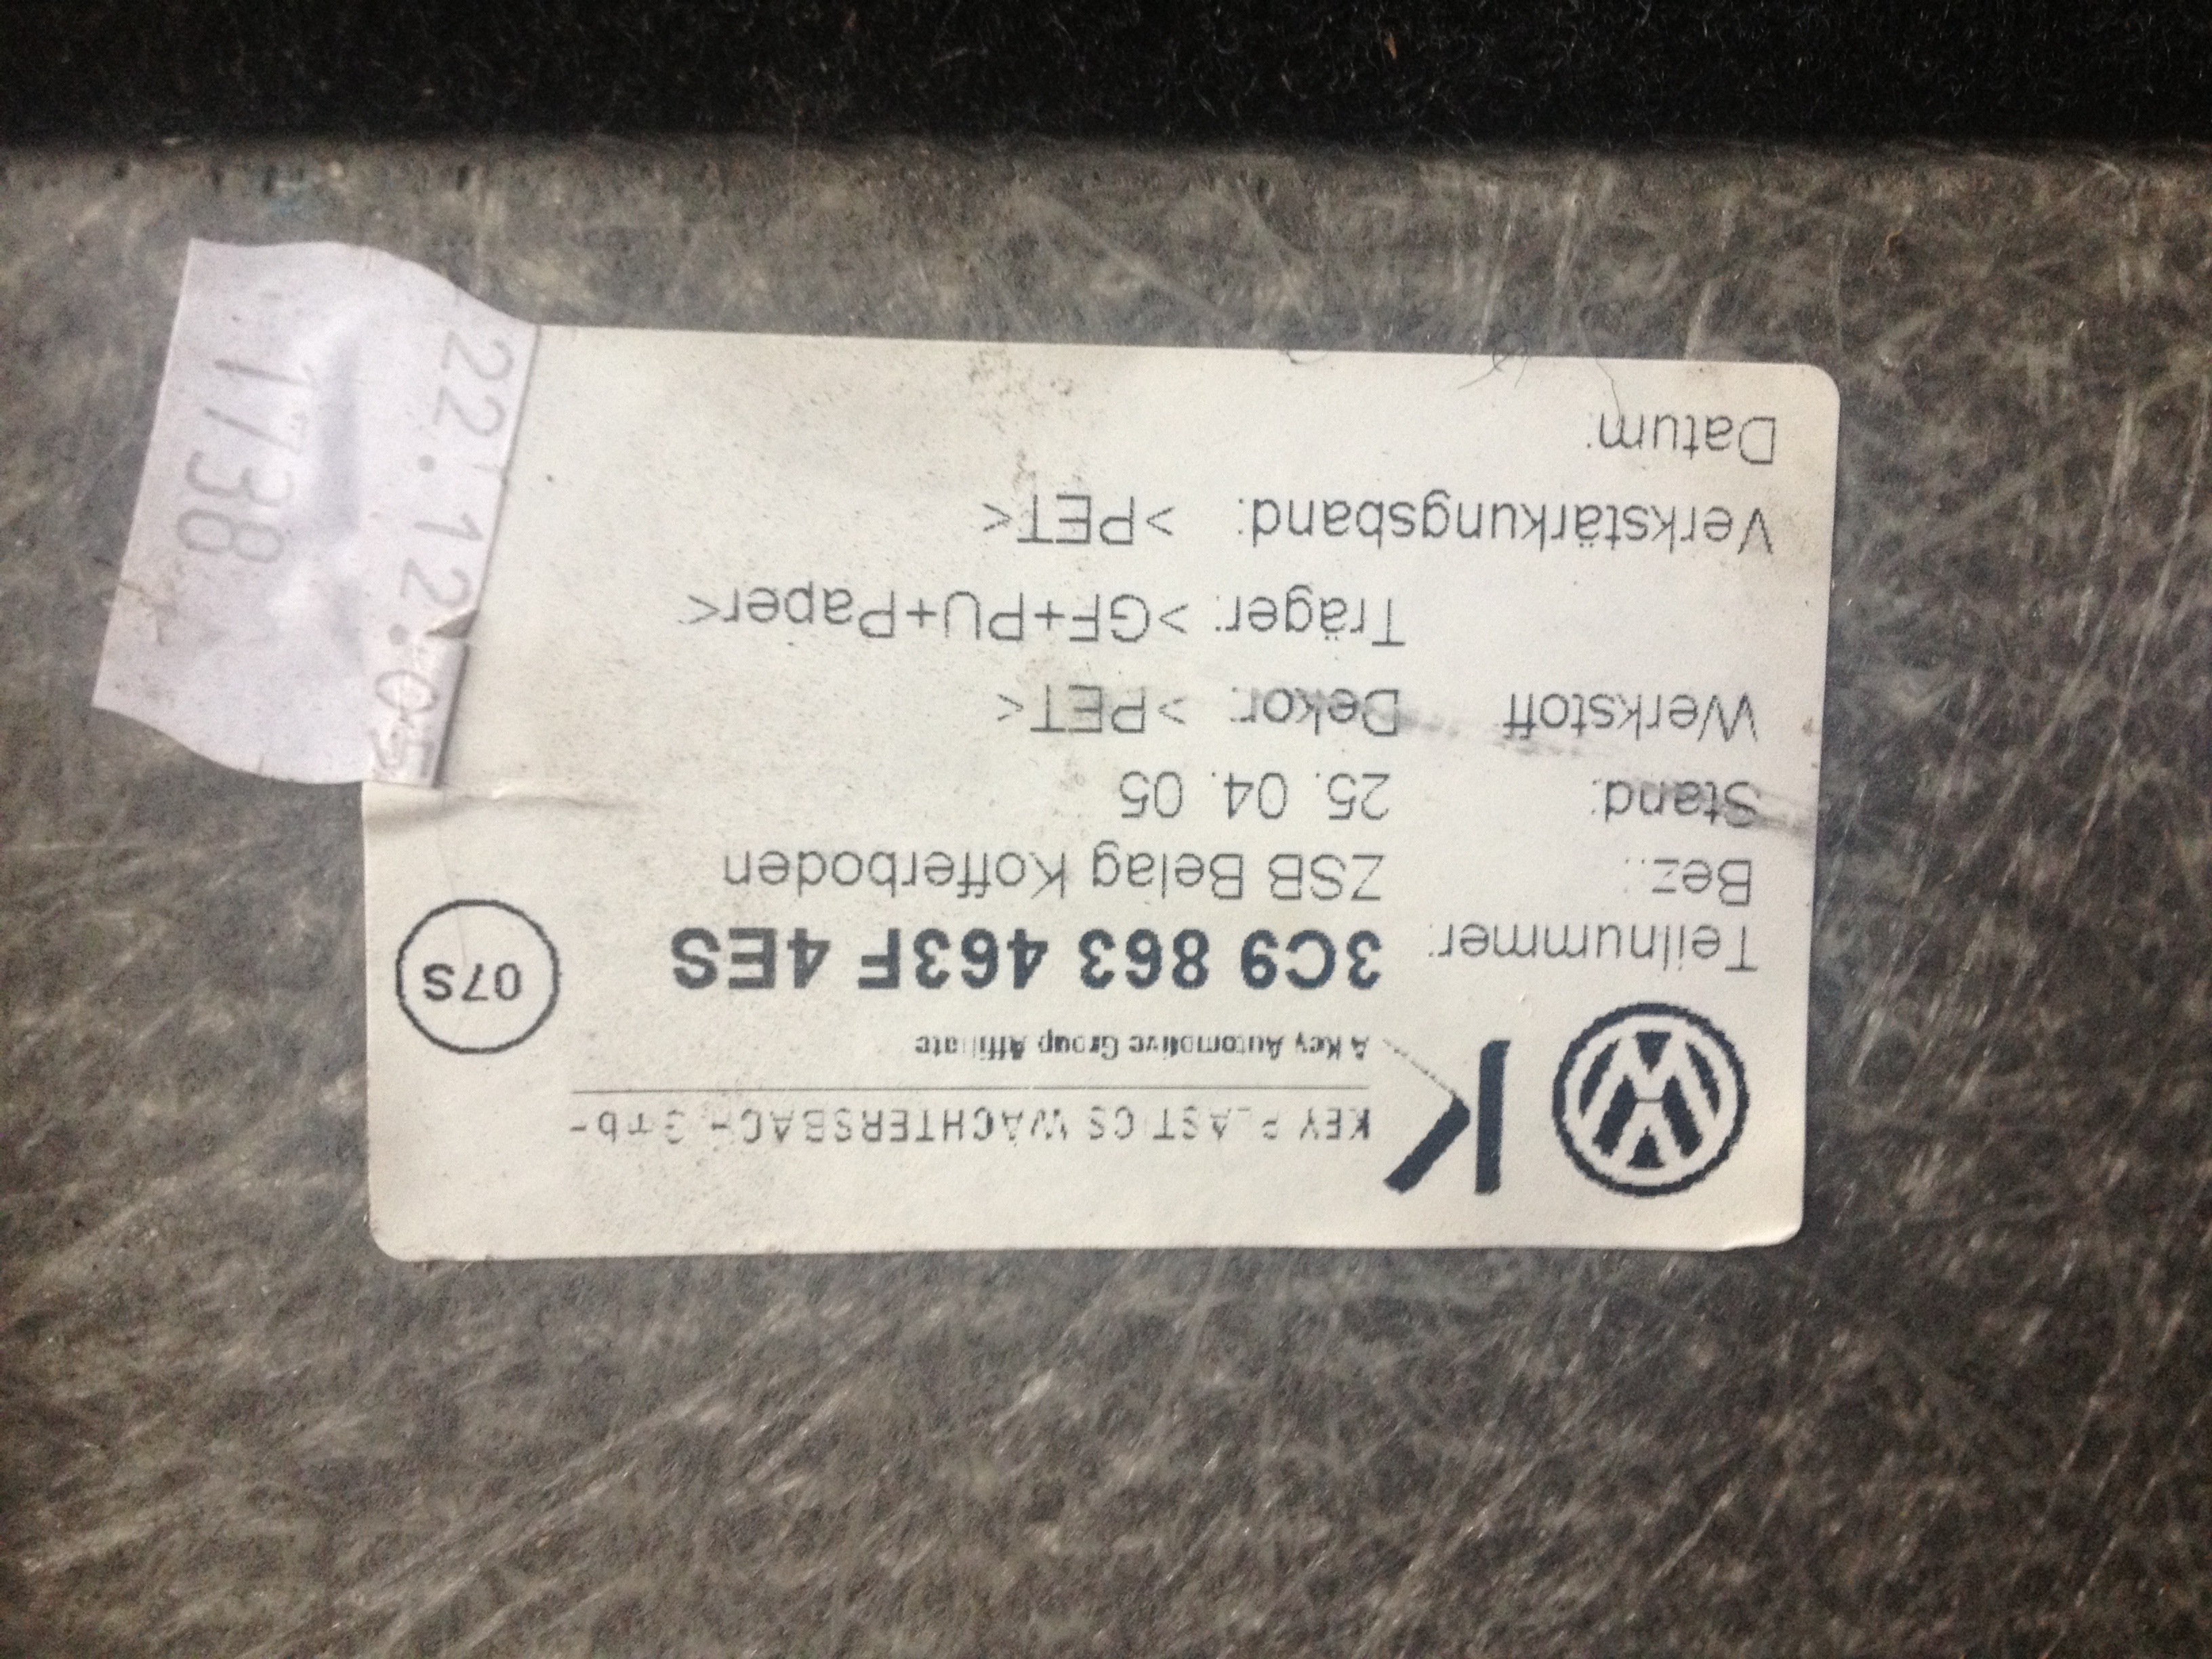 KEY PLASTICS WÄCHTERSBACH GmbH
A Key Automotive Group Affiliate
Teilnummer: 3C9 863 463F 4ES
07S
Bez.: ZSB Belag Kofferboden
Stand: 25. 04. 05
Werkstoff Dekor: >PET<
Träger: >GF+PU+Paper<
Verkstärkungsband: >PET<
Datum:
22.12.05
1738